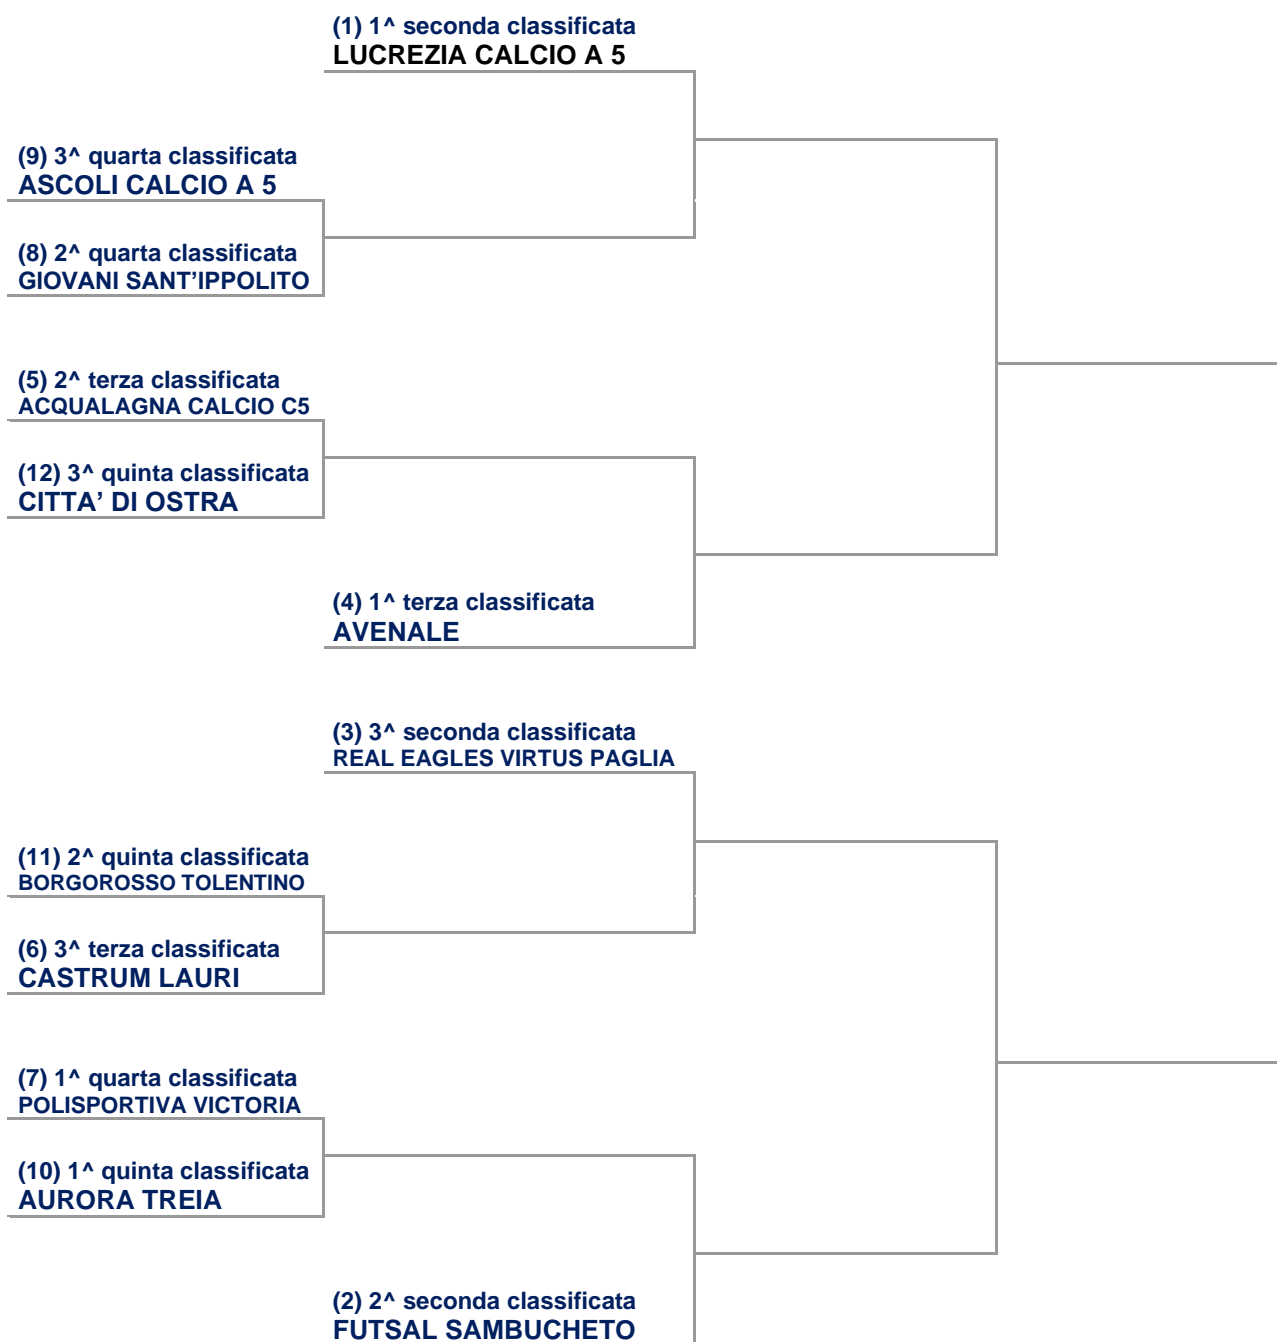 (1) 1^ seconda classificata
LUCREZIA CALCIO A 5
(9) 3^ quarta classificata
ASCOLI CALCIO A 5
(8) 2^ quarta classificata
GIOVANI SANT’IPPOLITO
(5) 2^ terza classificata
ACQUALAGNA CALCIO C5
(12) 3^ quinta classificata
CITTA’ DI OSTRA
(4) 1^ terza classificata
AVENALE
(3) 3^ seconda classificata
REAL EAGLES VIRTUS PAGLIA
(11) 2^ quinta classificata
BORGOROSSO TOLENTINO
(6) 3^ terza classificata
CASTRUM LAURI
(7) 1^ quarta classificata
POLISPORTIVA VICTORIA
(10) 1^ quinta classificata
AURORA TREIA
(2) 2^ seconda classificata
FUTSAL SAMBUCHETO